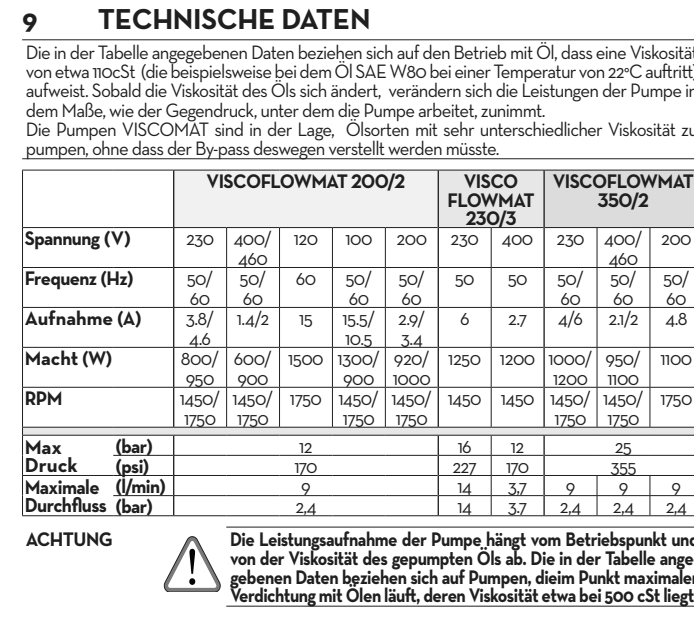 9 TECHNISCHE DATEN
Die in der Tabelle angegebenen Daten beziehen sich auf den Betrieb mit Öl, dass eine Viskosität
von etwa 110cSt (die beispielsweise bei dem Öl SAE W80 bei einer Temperatur von 22°C auftritt)
aufweist. Sobald die Viskosität des Öls sich ändert, verändern sich die Leistungen der Pumpe in
dem Maße, wie der Gegendruck, unter dem die Pumpe arbeitet, zunimmt.
Die Pumpen VISCOMAT sind in der Lage, Ölsorten mit sehr unterschiedlicher Viskosität zu
pumpen, ohne dass der By-pass deswegen verstellt werden müsste.
VISCOFLOWMAT 200/2 VISCO VISCOFLOWMAT
FLOWMAT 350/2
230/3
Spannung (V) 230 400/ 120 100 200 230 400 230 400/ 200
460 460
Frequenz (Hz) 50/ 50/ 60 50/ 50/ 50 50 50/ 50/ 50/
60 60 60 60 60 60 60
Aufnahme (A) 3.8/ 1.4/2 15 15.5/ 2.9/ 6 2.7 4/6 2.1/2 4.8
4.6 10.5 3.4
Macht (W) 800/ 600/ 1500 1300/ 920/ 1250 1200 1000/ 950/ 1100
950 900 900 1000 1200 1100
RPM 1450/ 1450/ 1750 1450/ 1450/ 1450 1450 1450/ 1450/ 1750
1750 1750 1750 1750 1750 1750
Max (bar) 12 16 12 25
Druck (psi) 170 227 170 355
Maximale (l/min) 9 14 3,7 9 9 9
Durchfluss (bar) 2,4 14 3.7 2,4 2,4 2,4
ACHTUNG Die Leistungsaufnahme der Pumpe hängt vom Betriebspunkt und
von der Viskosität des gepumpten Öls ab. Die in der Tabelle ange-
gebenen Daten beziehen sich auf Pumpen, dieim Punkt maximaler
Verdichtung mit Ölen läuft, deren Viskosität etwa bei 500 cSt liegt